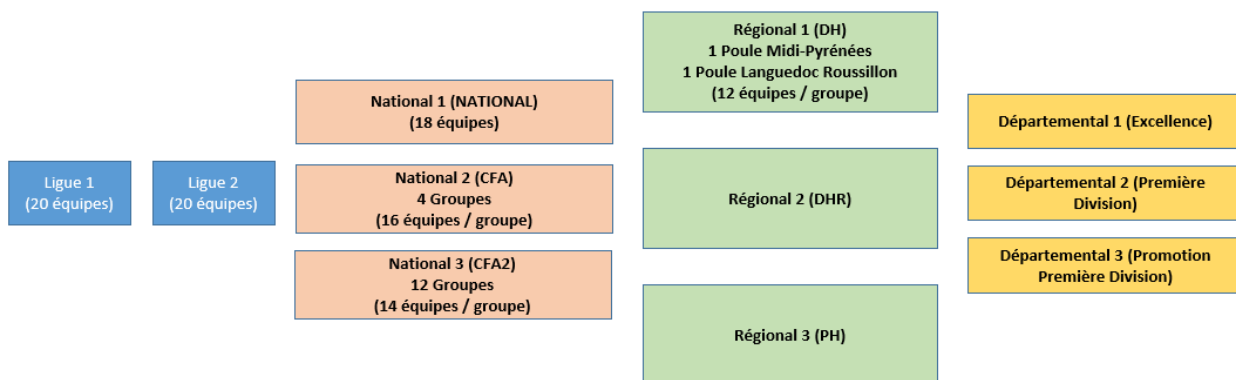 Ligue 1
(20 équipes)
Ligue 2
(20 équipes)
National 1 (NATIONAL)
(18 équipes)
National 2 (CFA)
4 Groupes
(16 équipes / groupe)
National 3 (CFA2)
12 Groupes
(14 équipes / groupe)
Régional 1 (DH)
1 Poule Midi-Pyrénées
1 Poule Languedoc Roussillon
(12 équipes / groupe)
Régional 2 (DHR)
Régional 3 (PH)
Départemental 1 (Excellence)
Départemental 2 (Première
Division)
Départemental 3 (Promotion
Première Division)